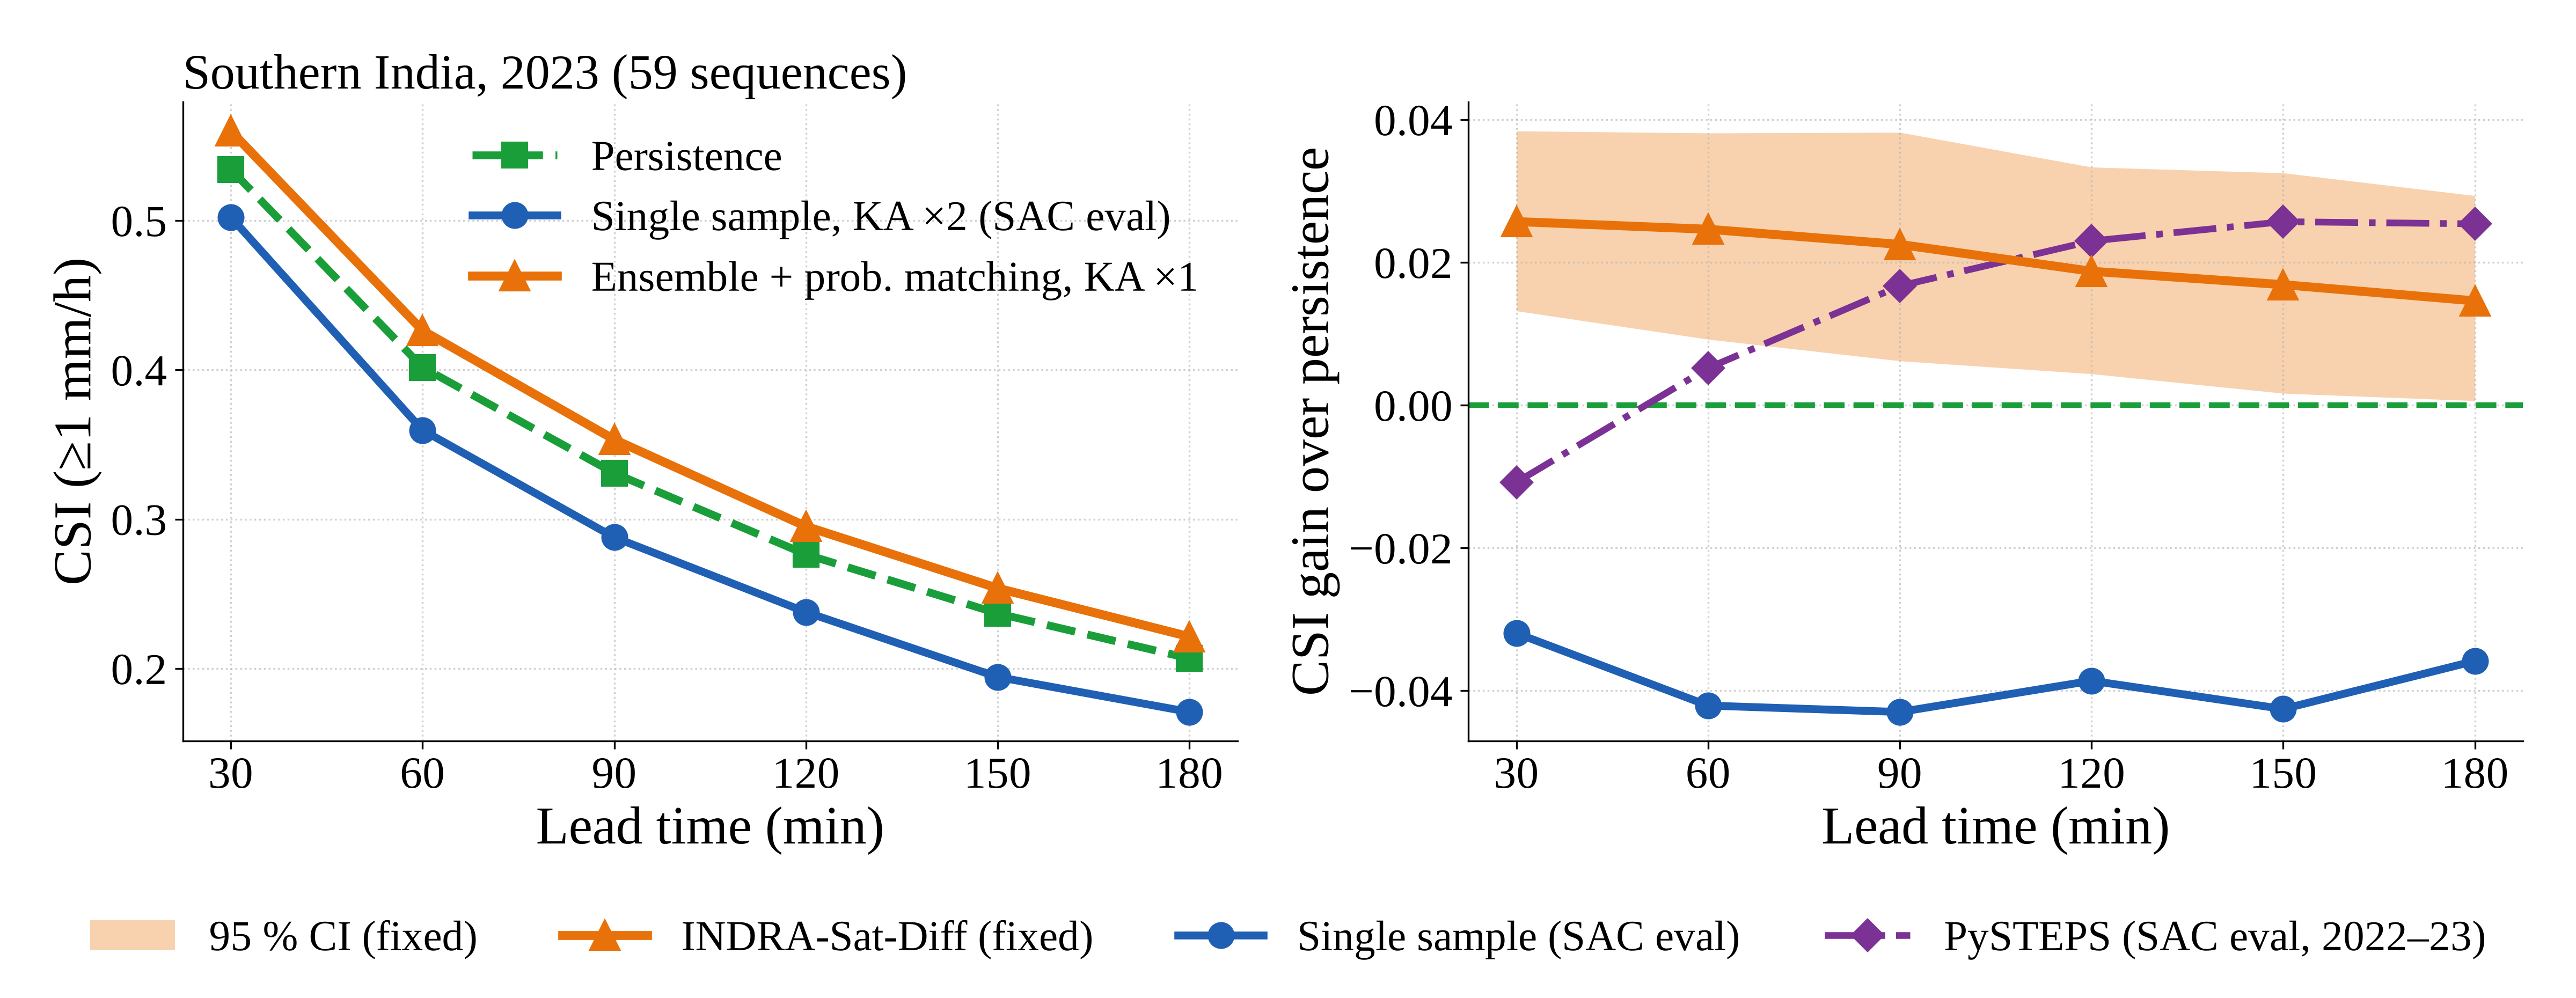 Southern India, 2023 (59 sequences)
CSI (≥1 mm/h)
0.5
0.4
0.3
0.2
Persistence
Single sample, KA ×2 (SAC eval)
Ensemble + prob. matching, KA ×1
30 60 90 120 150 180
Lead time (min)
CSI gain over persistence
0.04
0.02
0.00
−0.02
−0.04
30 60 90 120 150 180
Lead time (min)
95 % CI (fixed) INDRA-Sat-Diff (fixed) Single sample (SAC eval) PySTEPS (SAC eval, 2022–23)